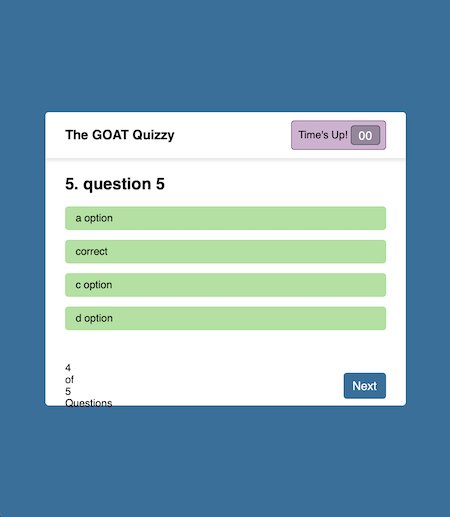 The GOAT Quizzy
Time's Up! 00
5. question 5
a option
correct
c option
d option
4
of
5
Questions
Next